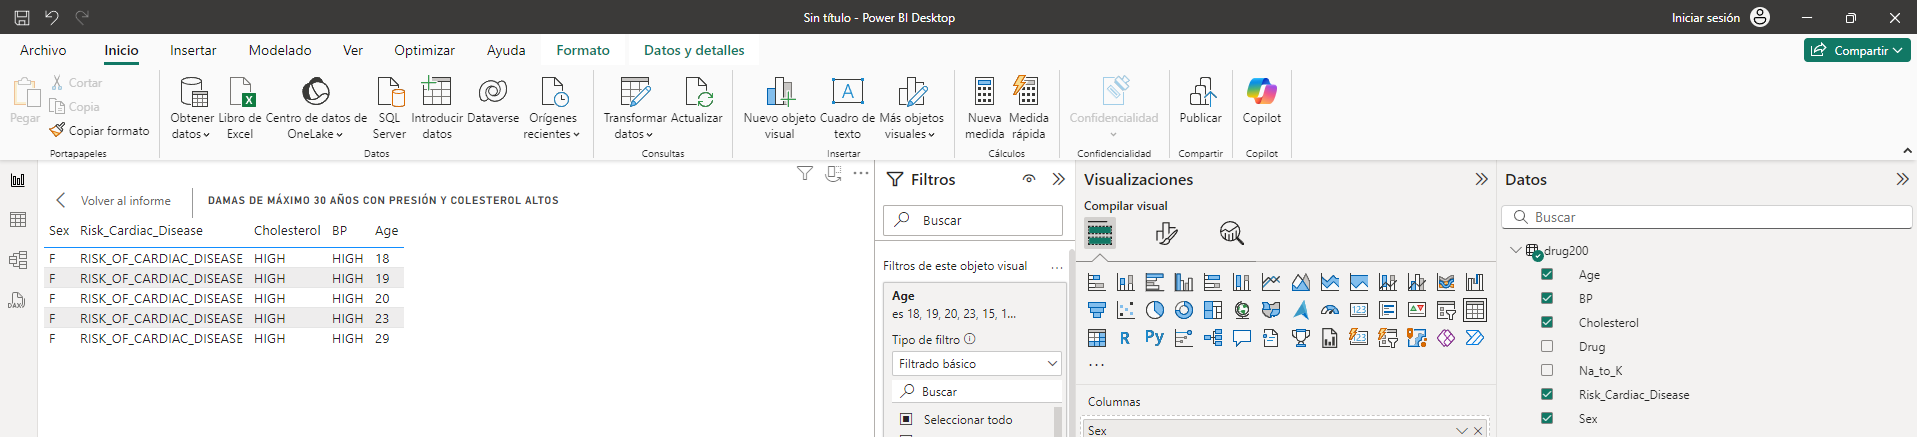 Sin título - Power BI Desktop
Iniciar sesión
Archivo Inicio Insertar Modelado Ver Optimizar Ayuda Formato Datos y detalles
Compartir
Pegar
Cortar
Copia
Copiar formato
Portapapeles
Obtener datos
Libro de Excel
Centro de datos de OneLake
SQL Server
Introducir datos
Dataverse
Orígenes recientes
Datos
Transformar datos
Actualizar
Consultas
Nuevo objeto visual
Cuadro de texto
Más objetos visuales
Insertar
Nueva medida
Medida rápida
Cálculos
Confidencialidad
Confidencialidad
Publicar
Compartir
Copilot
Copilot
Volver al informe
DAMAS DE MÁXIMO 30 AÑOS CON PRESIÓN Y COLESTEROL ALTOS
Sex Risk_Cardiac_Disease Cholesterol BP Age
F RISK_OF_CARDIAC_DISEASE HIGH HIGH 18
F RISK_OF_CARDIAC_DISEASE HIGH HIGH 19
F RISK_OF_CARDIAC_DISEASE HIGH HIGH 20
F RISK_OF_CARDIAC_DISEASE HIGH HIGH 23
F RISK_OF_CARDIAC_DISEASE HIGH HIGH 29
Filtros
Buscar
Filtros de este objeto visual ...
Age
es 18, 19, 20, 23, 15, 1...
Tipo de filtro
Filtrado básico
Buscar
Seleccionar todo
Visualizaciones
Compilar visual
123
R Py
123
...
Columnas
Sex
Datos
Buscar
drug200
Age
BP
Cholesterol
Drug
Na_to_K
Risk_Cardiac_Disease
Sex
DAX